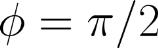 ϕ = π/2